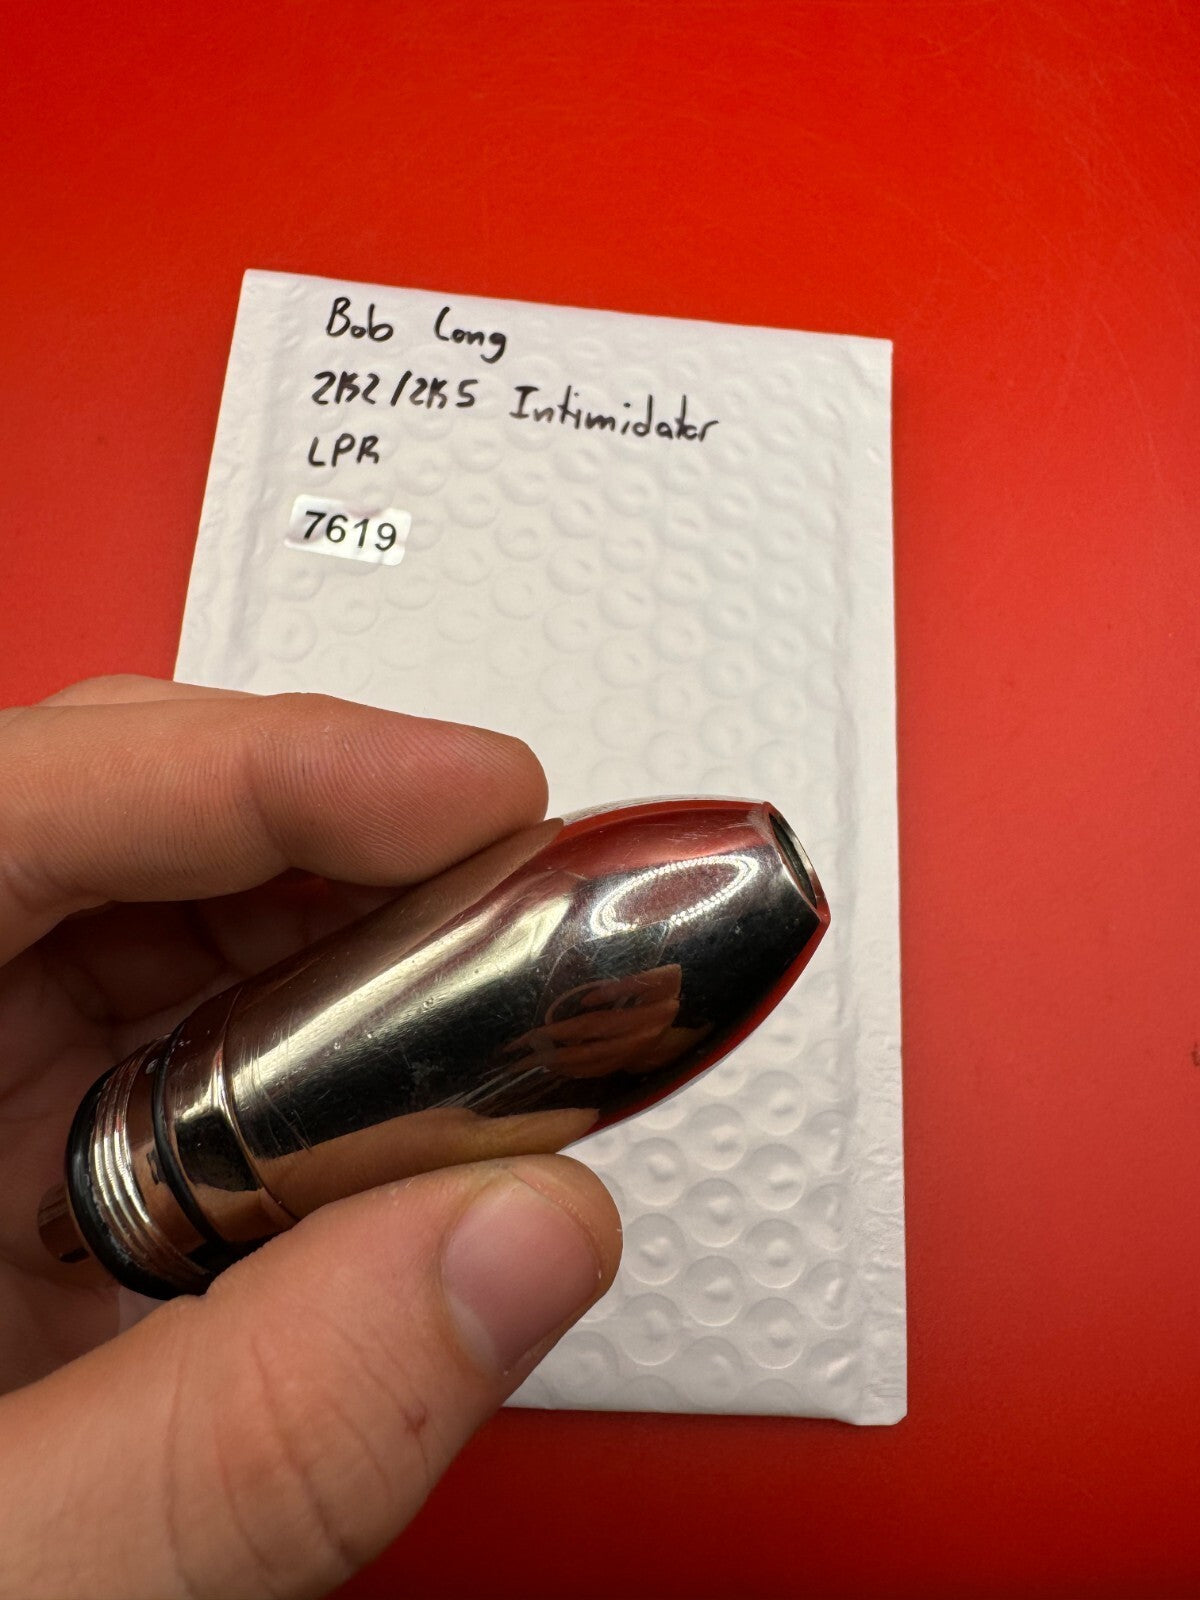 Bob Long
2K2/2K5 Intimidator
LPR
7619